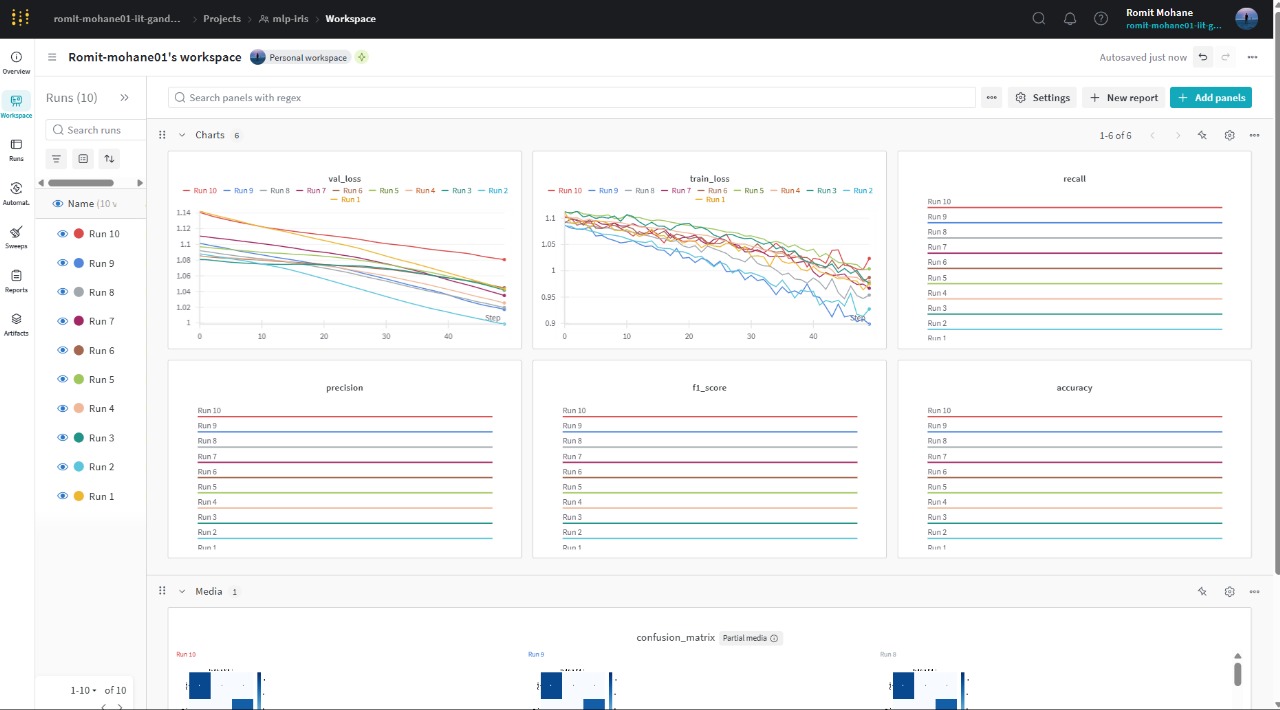 romit-mohane01-iit-gand... > Projects > mlp-iris > Workspace
Romit Mohane
romit-mohane01-iit-g...
Romit-mohane01's workspace
Personal workspace
Autosaved just now
Overview
Workspace
Runs
Automat.
Sweeps
Reports
Artifacts
Runs (10)
Search runs
Name (10 v
Run 10
Run 9
Run 8
Run 7
Run 6
Run 5
Run 4
Run 3
Run 2
Run 1
1-10 of 10
Search panels with regex
Settings
New report
Add panels
Charts 6
1-6 of 6
val_loss
Run 10 Run 9 Run 8 Run 7 Run 6 Run 5 Run 4 Run 3 Run 2
Run 1
1.14
1.12
1.1
1.08
1.06
1.04
1.02
1
Step
0 10 20 30 40
train_loss
Run 10 Run 9 Run 8 Run 7 Run 6 Run 5 Run 4 Run 3 Run 2
Run 1
1.1
1.05
1
0.95
0.9
Step
0 10 20 30 40
recall
Run 10
Run 9
Run 8
Run 7
Run 6
Run 5
Run 4
Run 3
Run 2
Run 1
precision
Run 10
Run 9
Run 8
Run 7
Run 6
Run 5
Run 4
Run 3
Run 2
Run 1
f1_score
Run 10
Run 9
Run 8
Run 7
Run 6
Run 5
Run 4
Run 3
Run 2
Run 1
accuracy
Run 10
Run 9
Run 8
Run 7
Run 6
Run 5
Run 4
Run 3
Run 2
Run 1
Media 1
confusion_matrix Partial media
Run 10
Run 9
Run 8